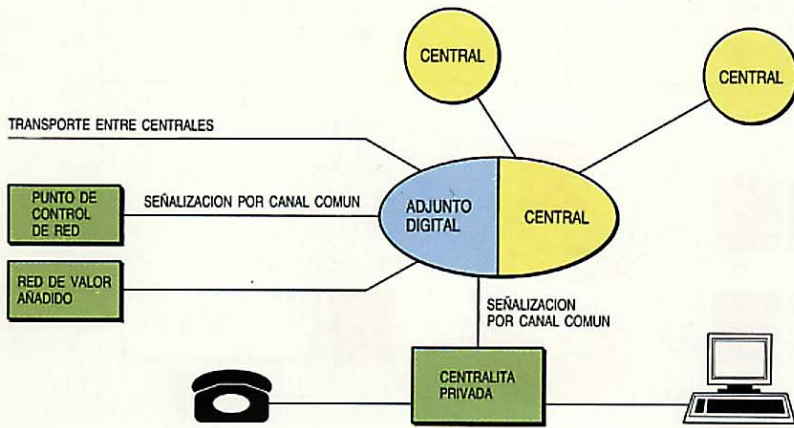 CENTRAL
CENTRAL
TRANSPORTE ENTRE CENTRALES
PUNTO DE
CONTROL
DE RED
SEÑALIZACION POR CANAL COMUN
ADJUNTO
DIGITAL
CENTRAL
RED DE VALOR
AÑADIDO
SEÑALIZACION
POR CANAL COMUN
CENTRALITA
PRIVADA